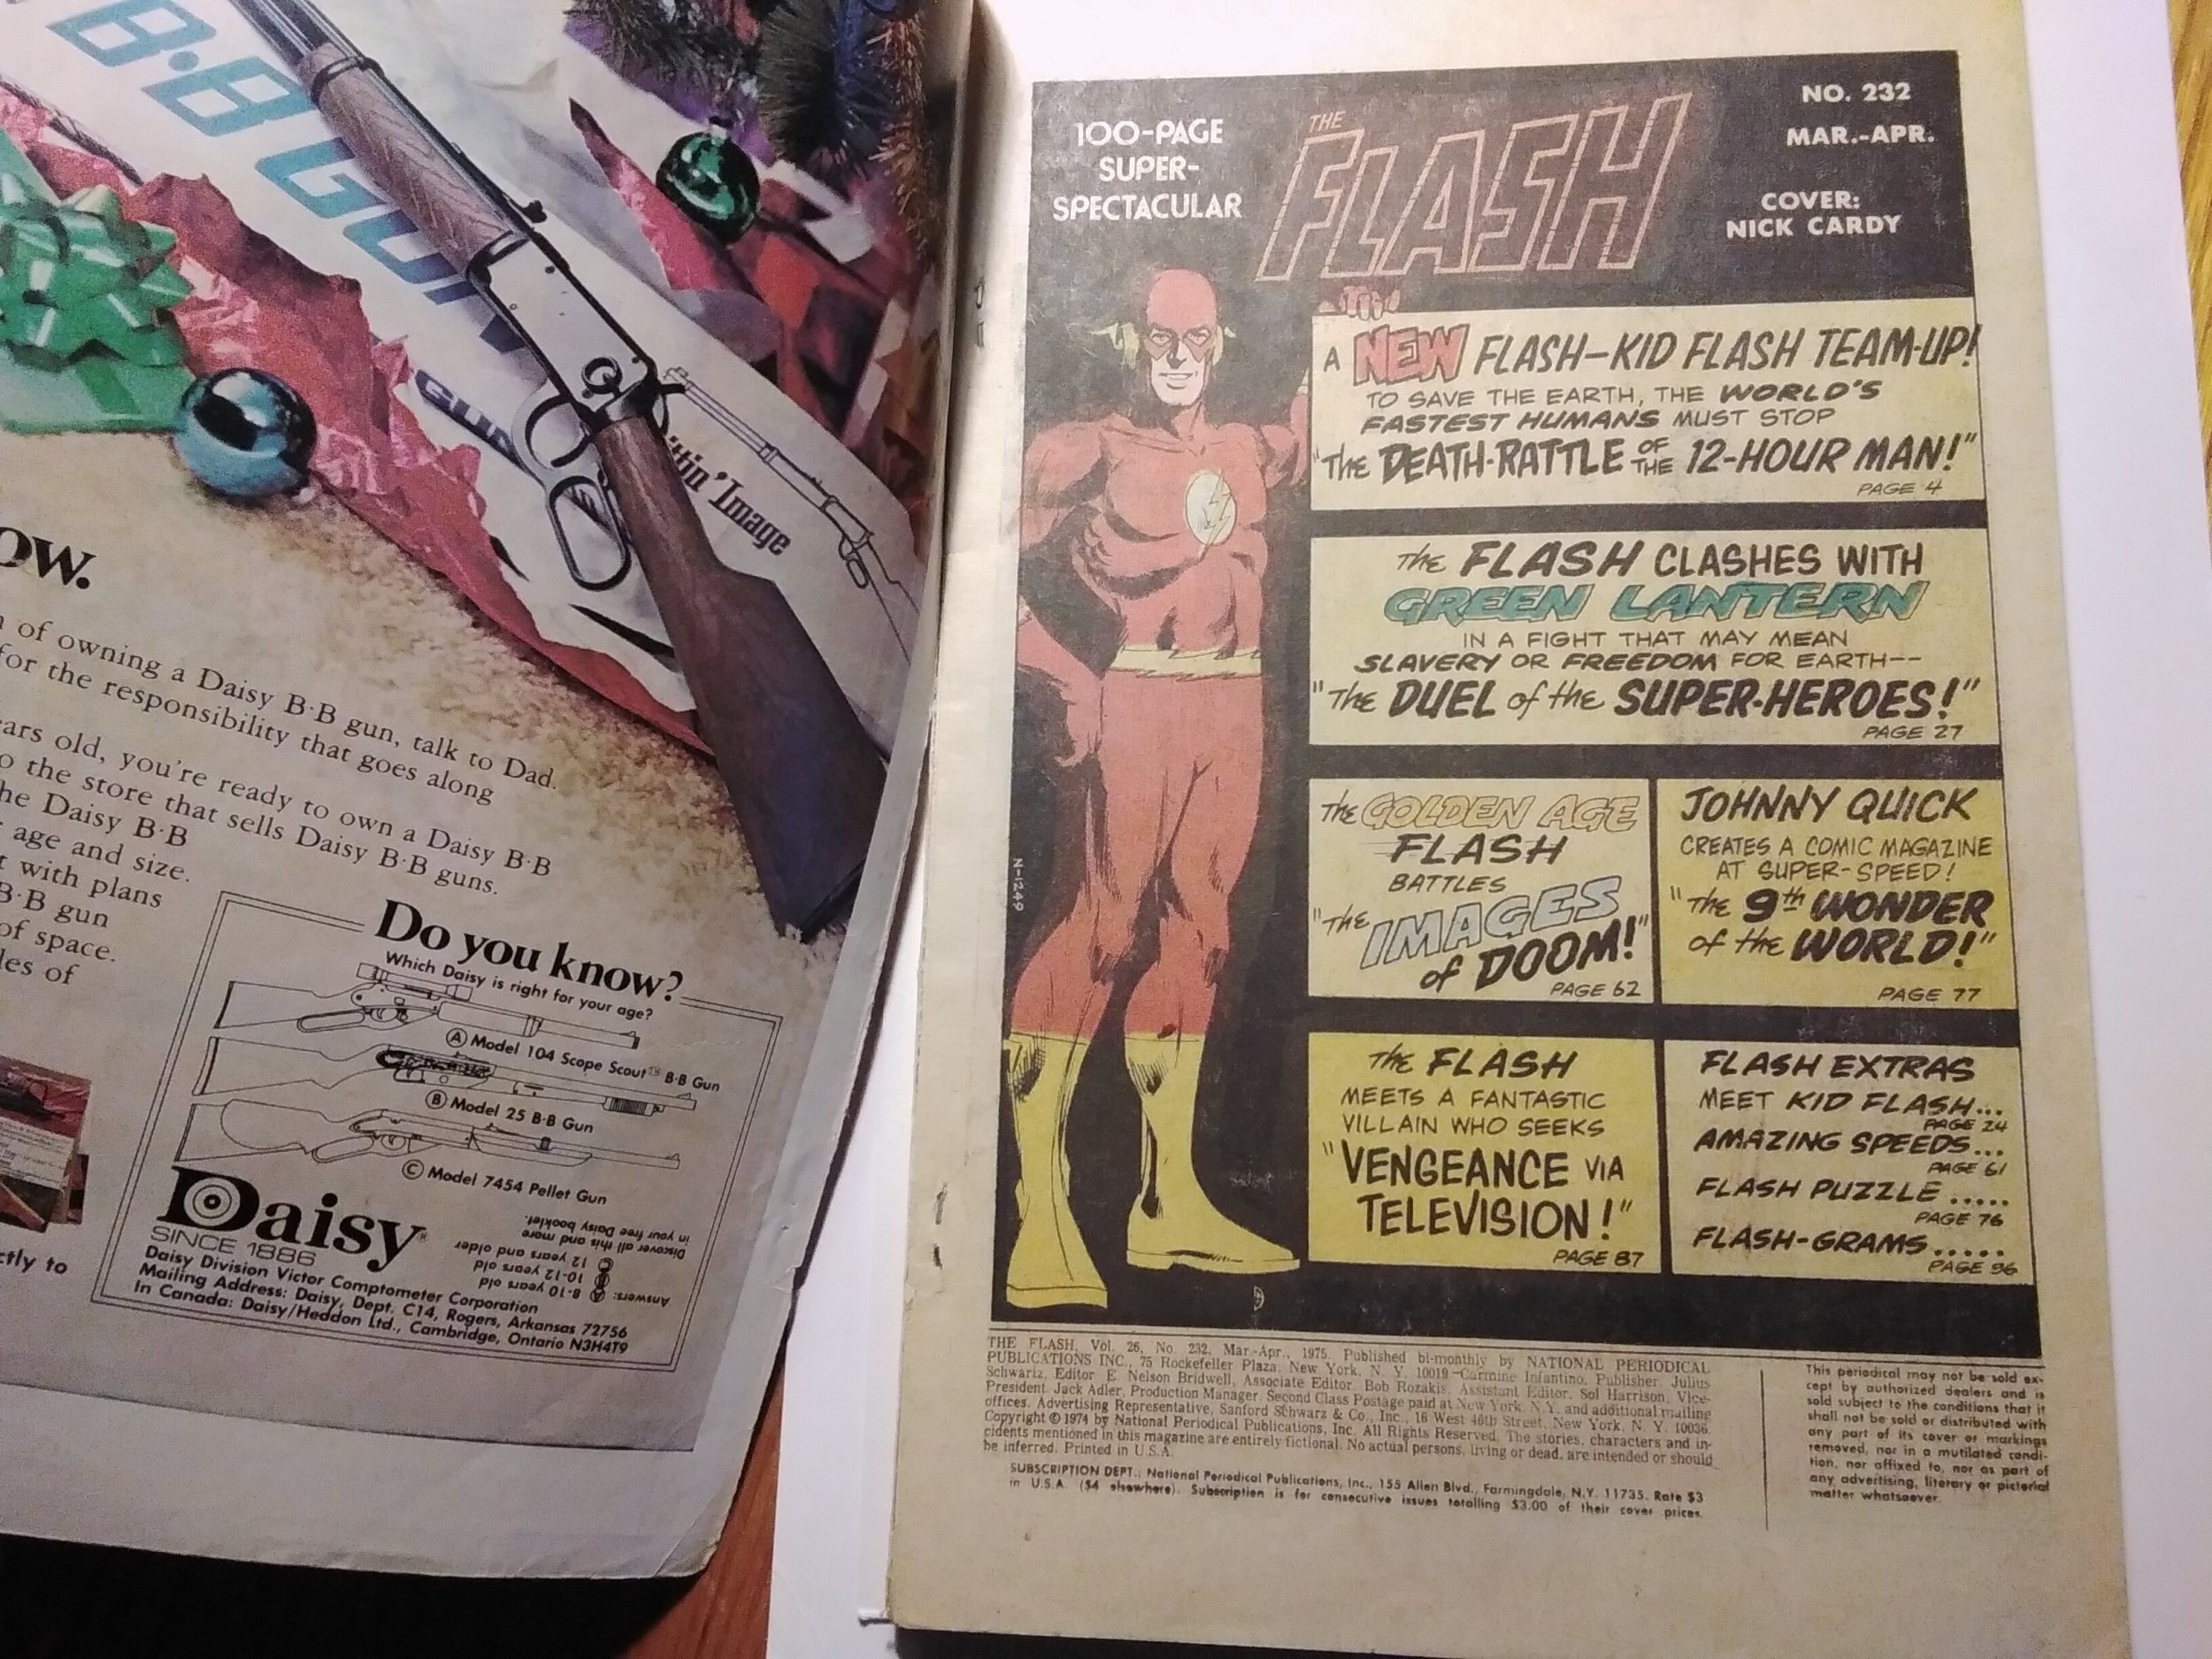 B·B GUN
GUN
'ttin' Image
ow.
of owning a Daisy B·B gun, talk to Dad.
for the responsibility that goes along
ears old, you're ready to own a Daisy B·B
o the store that sells Daisy B·B guns.
he Daisy B·B
age and size.
t with plans
B·B gun
of space.
les of
ctly to
Do you know?
Which Daisy is right for your age?
A Model 104 Scope Scout™ B·B Gun
B Model 25 B·B Gun
C Model 7454 Pellet Gun
Daisy®
SINCE 1886
Answers: A 8-10 years old
B 10-12 years old
C 12 years and older
Discover all this and more
in your free Daisy booklet.
Daisy Division Victor Comptometer Corporation
Mailing Address: Daisy, Dept. C14, Rogers, Arkansas 72756
In Canada: Daisy/Heddon Ltd., Cambridge, Ontario N3H4T9
100-PAGE
SUPER-
SPECTACULAR
THE
FLASH
NO. 232
MAR.-APR.
COVER:
NICK CARDY
A NEW FLASH-KID FLASH TEAM-UP!
TO SAVE THE EARTH, THE WORLD'S
FASTEST HUMANS MUST STOP
"The DEATH-RATTLE OF THE 12-HOUR MAN!"
PAGE 4
The FLASH CLASHES WITH
GREEN LANTERN
IN A FIGHT THAT MAY MEAN
SLAVERY OR FREEDOM FOR EARTH--
"The DUEL of the SUPER-HEROES!"
PAGE 27
The GOLDEN AGE
FLASH
BATTLES
"The IMAGES
of DOOM!"
PAGE 62
JOHNNY QUICK
CREATES A COMIC MAGAZINE
AT SUPER-SPEED!
"The 9th WONDER
of the WORLD!"
PAGE 77
The FLASH
MEETS A FANTASTIC
VILLAIN WHO SEEKS
"VENGEANCE VIA
TELEVISION!"
PAGE 87
FLASH EXTRAS
MEET KID FLASH...
PAGE 24
AMAZING SPEEDS...
PAGE 61
FLASH PUZZLE.....
PAGE 76
FLASH-GRAMS.....
PAGE 96
N-1249
THE FLASH, Vol. 26, No. 232, Mar.-Apr., 1975. Published bi-monthly by NATIONAL PERIODICAL
PUBLICATIONS INC., 75 Rockefeller Plaza, New York, N. Y. 10019—Carmine Infantino, Publisher. Julius
Schwartz, Editor. E. Nelson Bridwell, Associate Editor. Bob Rozakis, Assistant Editor. Sol Harrison, Vice-
President. Jack Adler, Production Manager. Second Class Postage paid at New York, N.Y. and additional mailing
offices. Advertising Representative, Sanford Schwarz & Co., Inc., 16 West 46th Street, New York, N. Y. 10036.
Copyright © 1974 by National Periodical Publications, Inc. All Rights Reserved. The stories, characters and in-
cidents mentioned in this magazine are entirely fictional. No actual persons, living or dead, are intended or should
be inferred. Printed in U.S.A.
SUBSCRIPTION DEPT.: National Periodical Publications, Inc., 155 Allen Blvd., Farmingdale, N.Y. 11735. Rate $3
in U.S.A. ($4 elsewhere). Subscription is for consecutive issues totalling $3.00 of their cover prices.
This periodical may not be sold ex-
cept by authorized dealers and is
sold subject to the conditions that it
shall not be sold or distributed with
any part of its cover or markings
removed, nor in a mutilated condi-
tion, nor affixed to, nor as part of
any advertising, literary or pictorial
matter whatsoever.